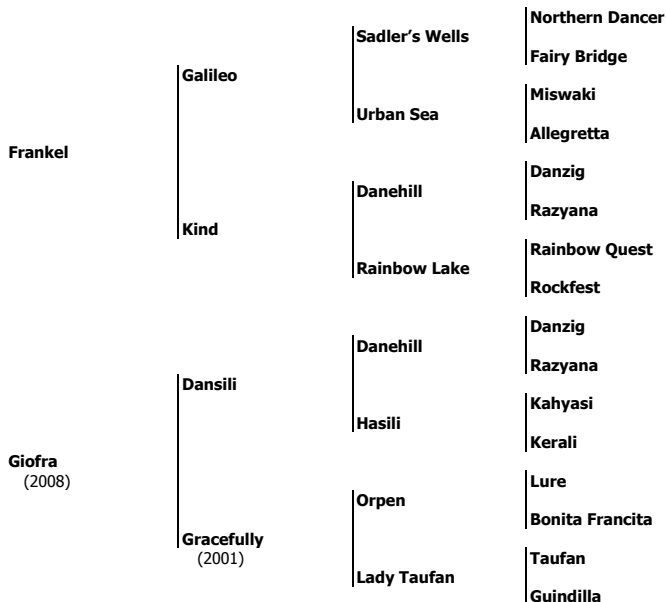 Frankel
Galileo
Sadler's Wells
Northern Dancer
Fairy Bridge
Urban Sea
Miswaki
Allegretta
Kind
Danehill
Danzig
Razyana
Rainbow Lake
Rainbow Quest
Rockfest
Giofra
(2008)
Dansili
Danehill
Danzig
Razyana
Hasili
Kahyasi
Kerali
Gracefully
(2001)
Orpen
Lure
Bonita Francita
Lady Taufan
Taufan
Guindilla